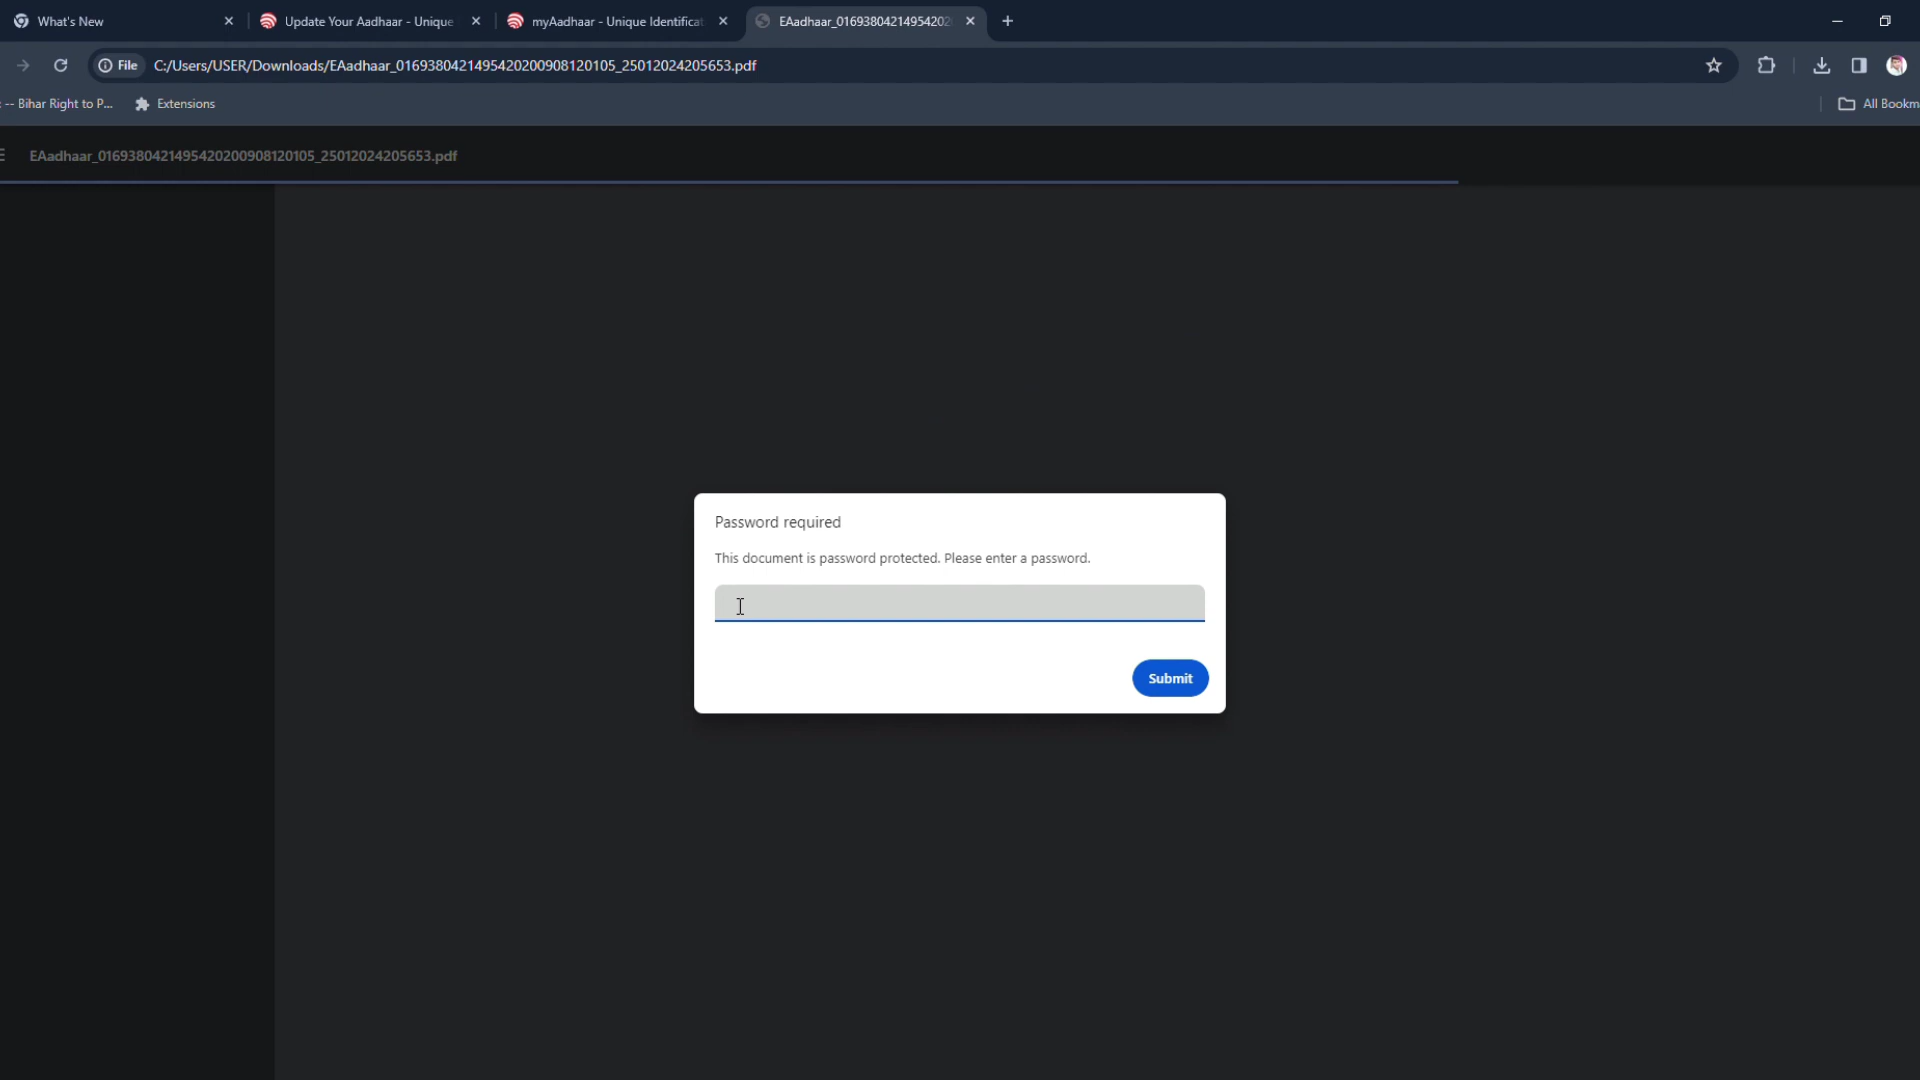 What's New
Update Your Aadhaar - Unique
myAadhaar - Unique Identificat
EAadhaar_01693804214954202
File
C:/Users/USER/Downloads/EAadhaar_0169380421495420200908120105_25012024205653.pdf
-- Bihar Right to P...
Extensions
All Bookm
EAadhaar_0169380421495420200908120105_25012024205653.pdf
Password required
This document is password protected. Please enter a password.
Submit